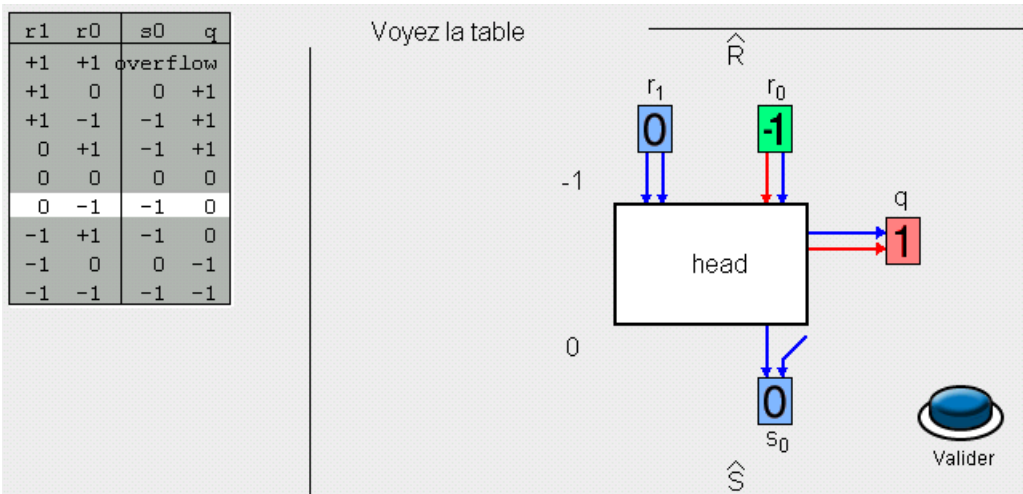 r1 r0 s0 q
+1 +1 overflow
+1 0 0 +1
+1 -1 -1 +1
0 +1 -1 +1
0 0 0 0
0 -1 -1 0
-1 +1 -1 0
-1 0 0 -1
-1 -1 -1 -1
Voyez la table
R̂
r₁ r₀
0 -1
-1
q
1
head
0
0
s₀
Valider
Ŝ